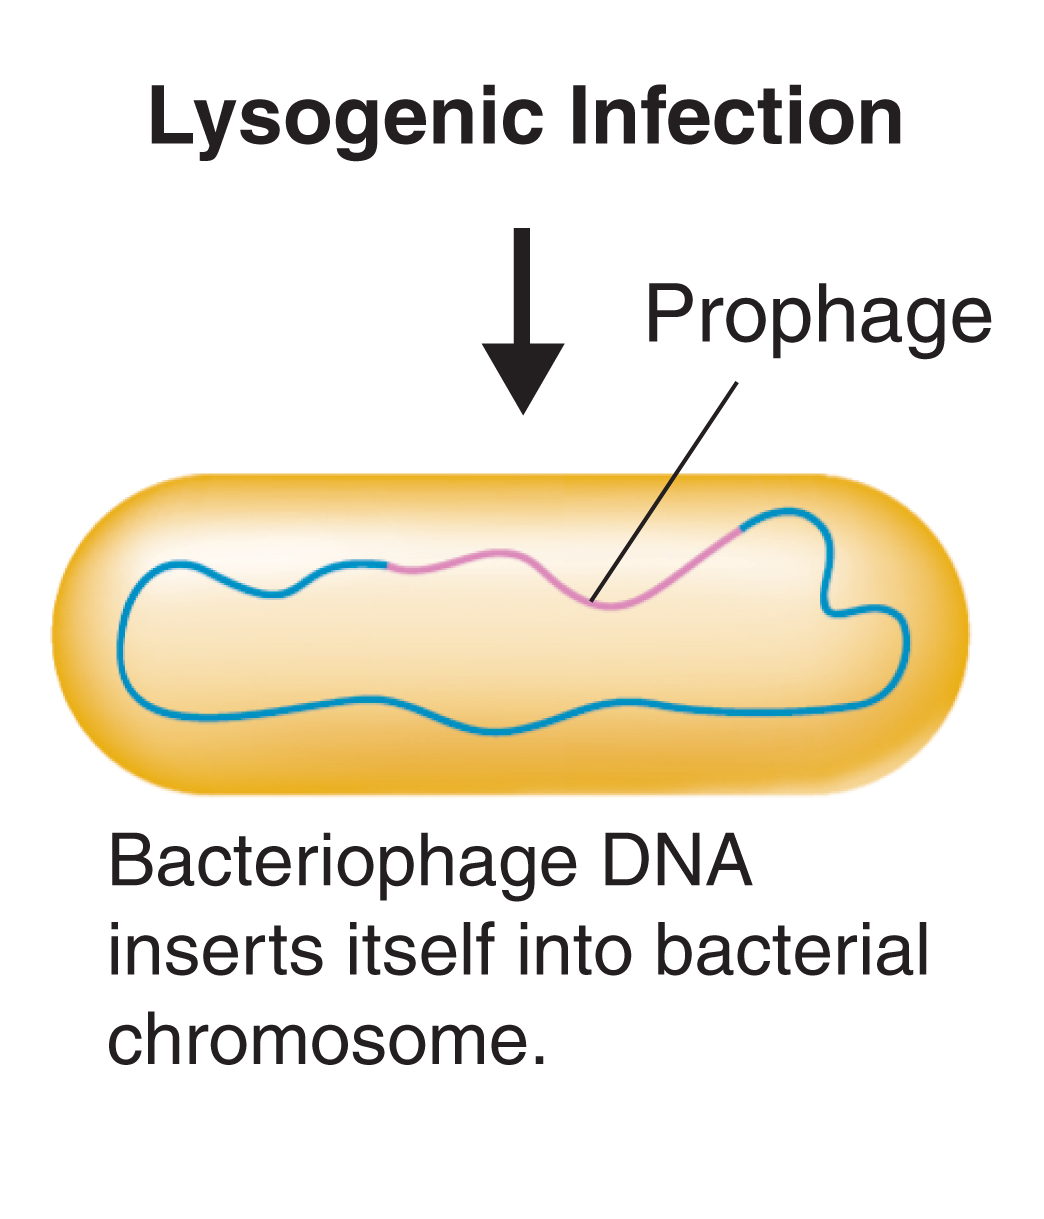 Lysogenic Infection
Prophage
Bacteriophage DNA
inserts itself into bacterial
chromosome.